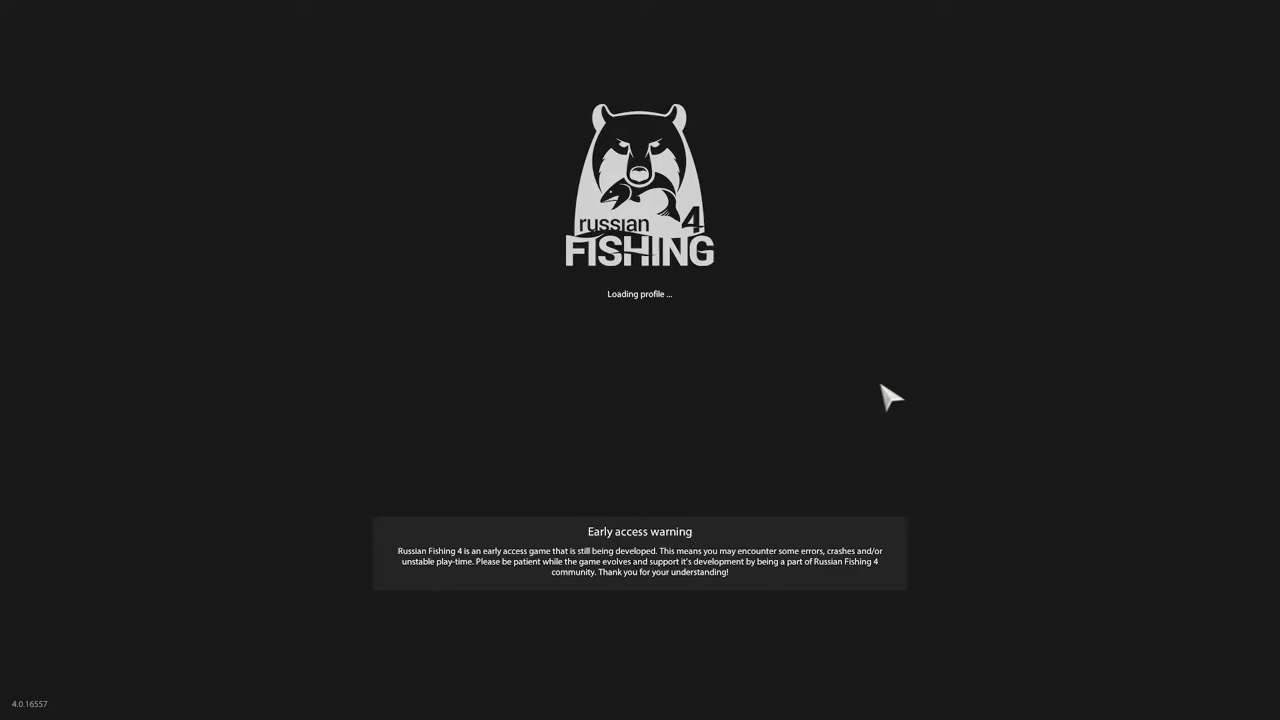 russian 4
FISHING
Loading profile ...
Early access warning
Russian Fishing 4 is an early access game that is still being developed. This means you may encounter some errors, crashes and/or
unstable play-time. Please be patient while the game evolves and support it's development by being a part of Russian Fishing 4
community. Thank you for your understanding!
4.0.16557